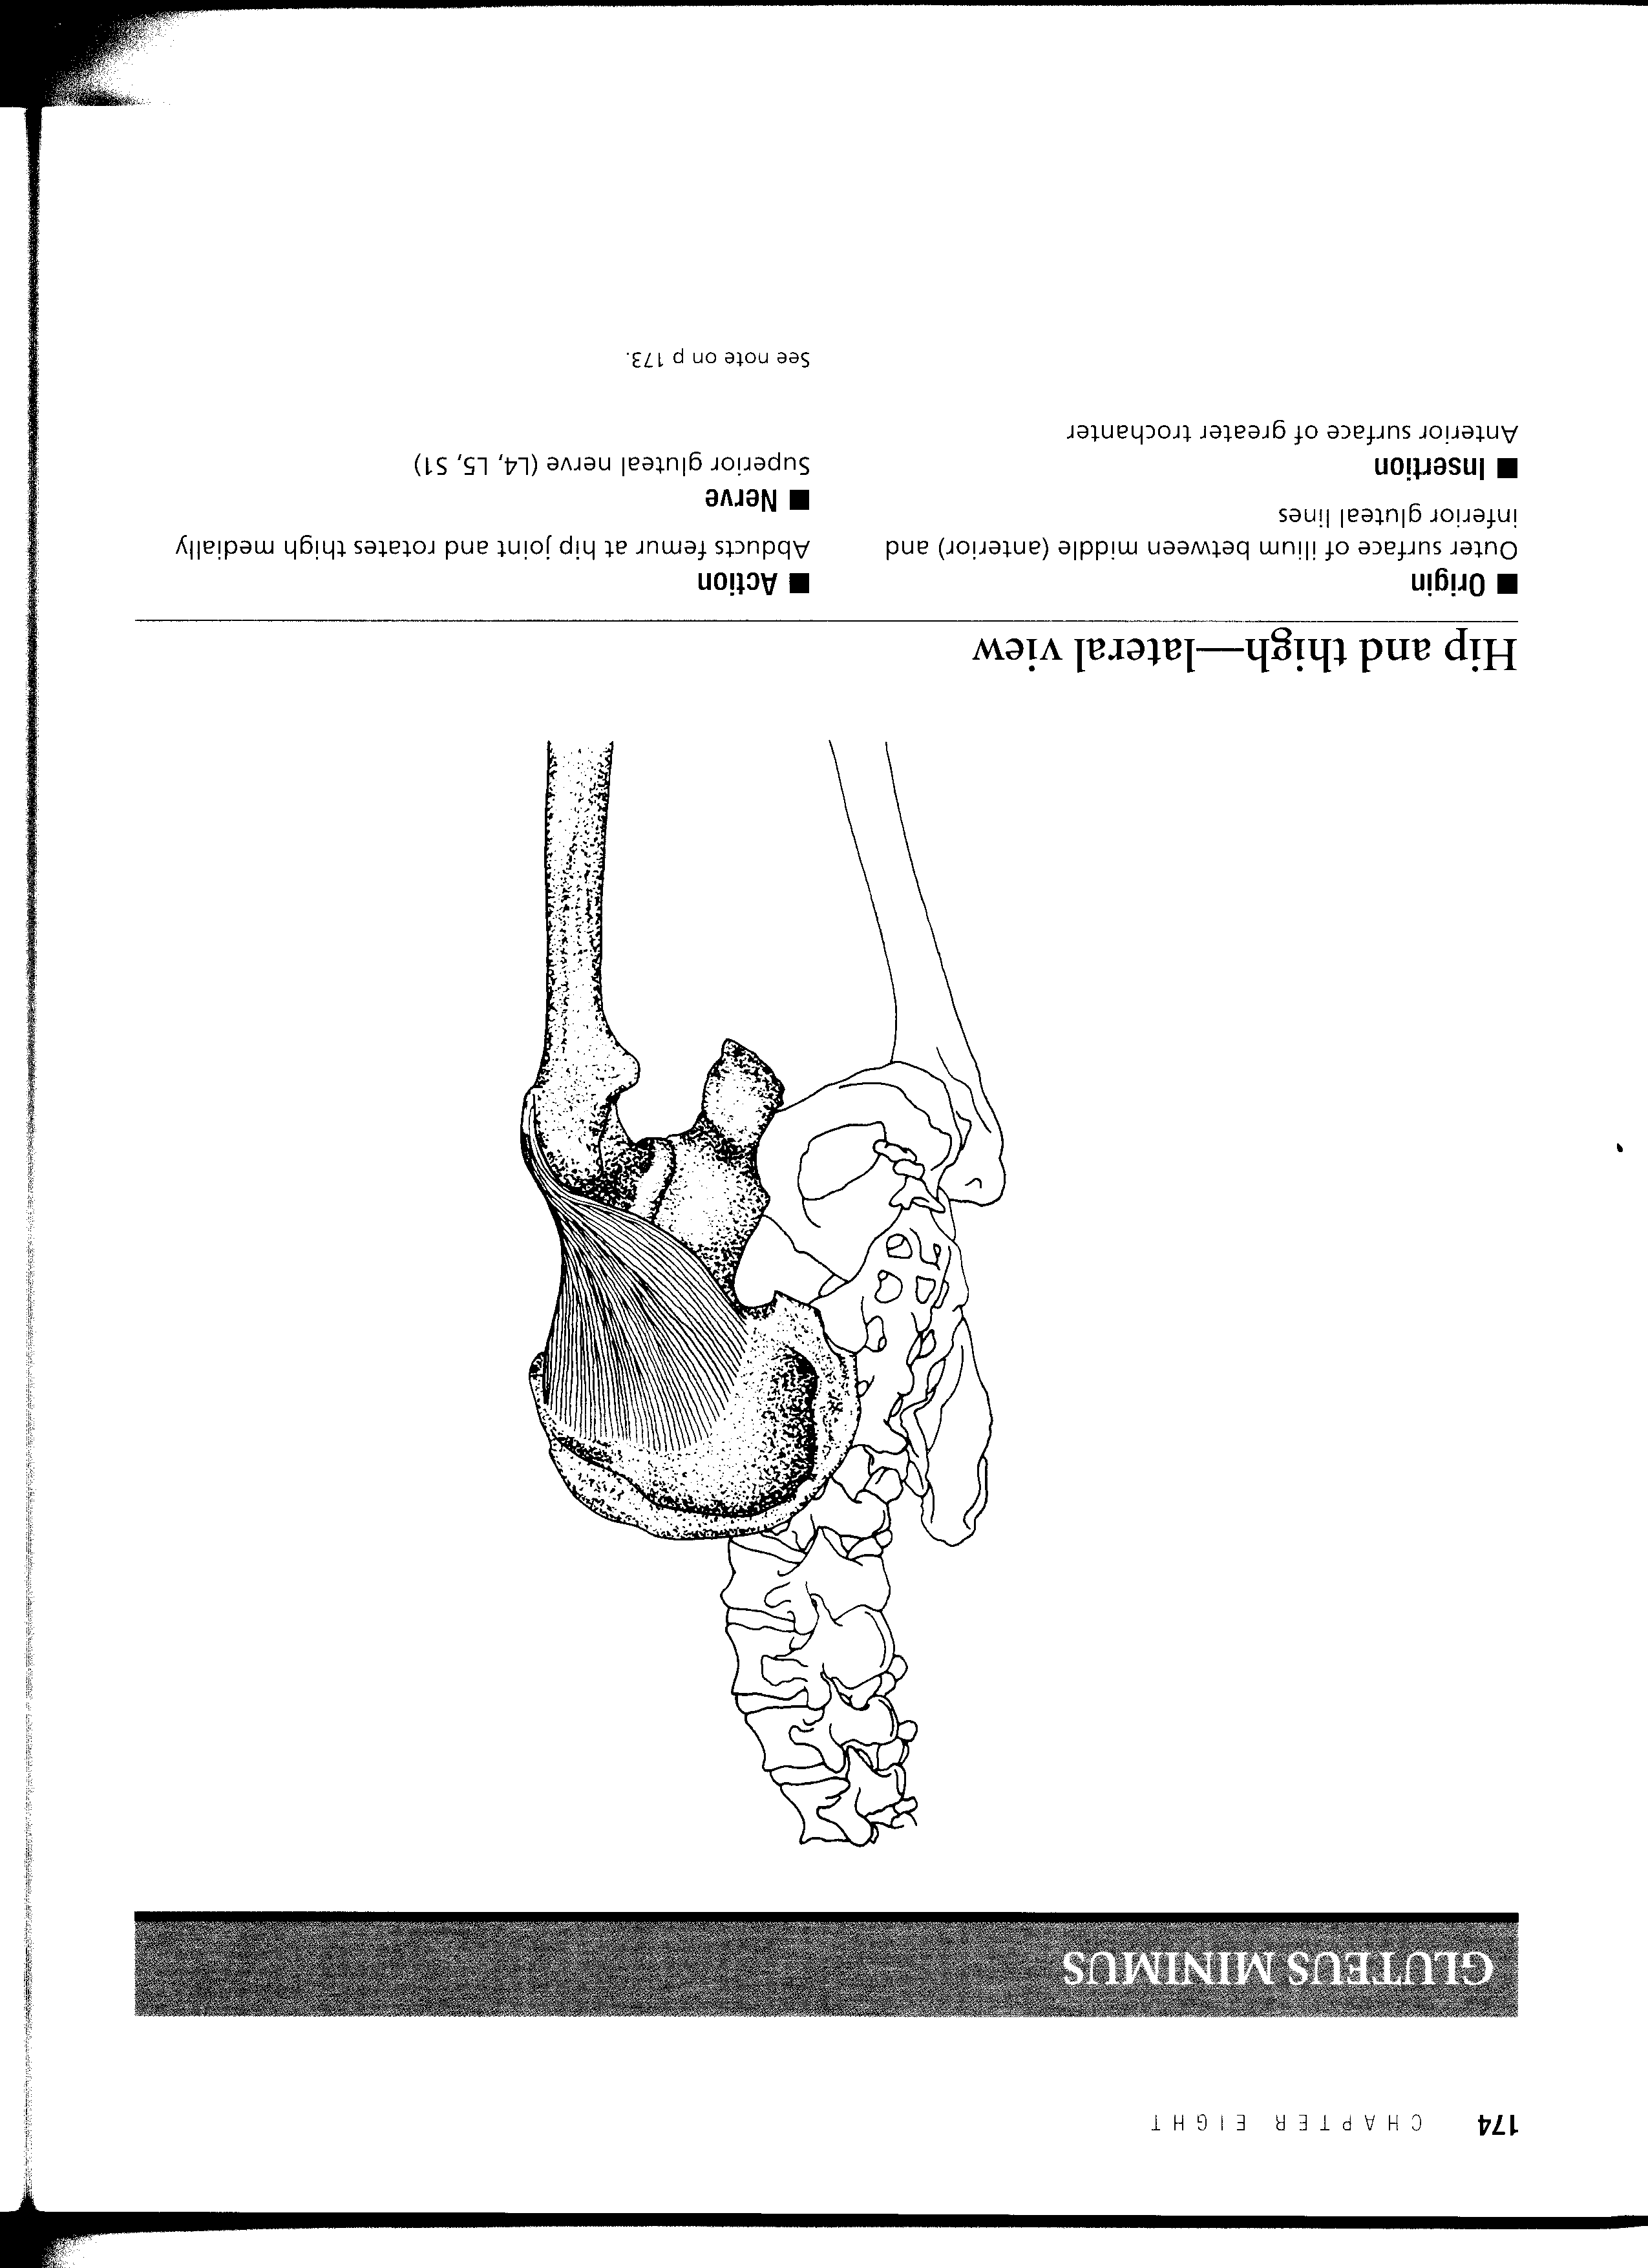 174 CHAPTER EIGHT
GLUTEUS MINIMUS
Hip and thigh—lateral view
■ Origin
Outer surface of ilium between middle (anterior) and
inferior gluteal lines
■ Insertion
Anterior surface of greater trochanter
■ Action
Abducts femur at hip joint and rotates thigh medially
■ Nerve
Superior gluteal nerve (L4, L5, S1)
See note on p 173.